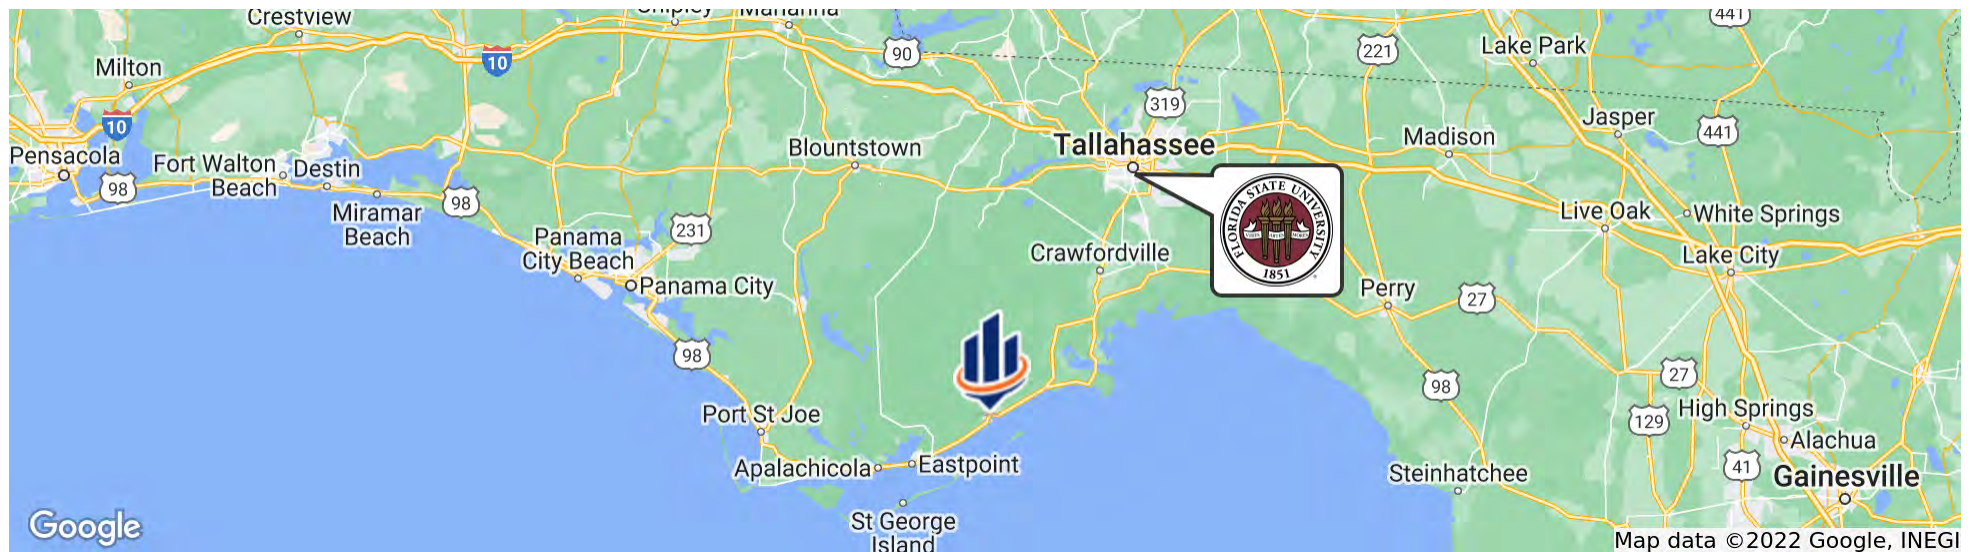 Crestview
Chipley
Marianna
441
Lake Park
221
90
10
Milton
319
Jasper
10
441
Madison
Tallahassee
Blountstown
Pensacola
Fort Walton
Beach
Destin
98
98
Miramar
Beach
231
Panama
City Beach
Panama City
Crawfordville
FLORIDA STATE UNIVERSITY
1851
Live Oak
White Springs
Lake City
Perry
27
98
98
27
Port St Joe
129
High Springs
Alachua
41
Gainesville
Apalachicola
Eastpoint
Steinhatchee
St George
Island
Google
Map data ©2022 Google, INEGI